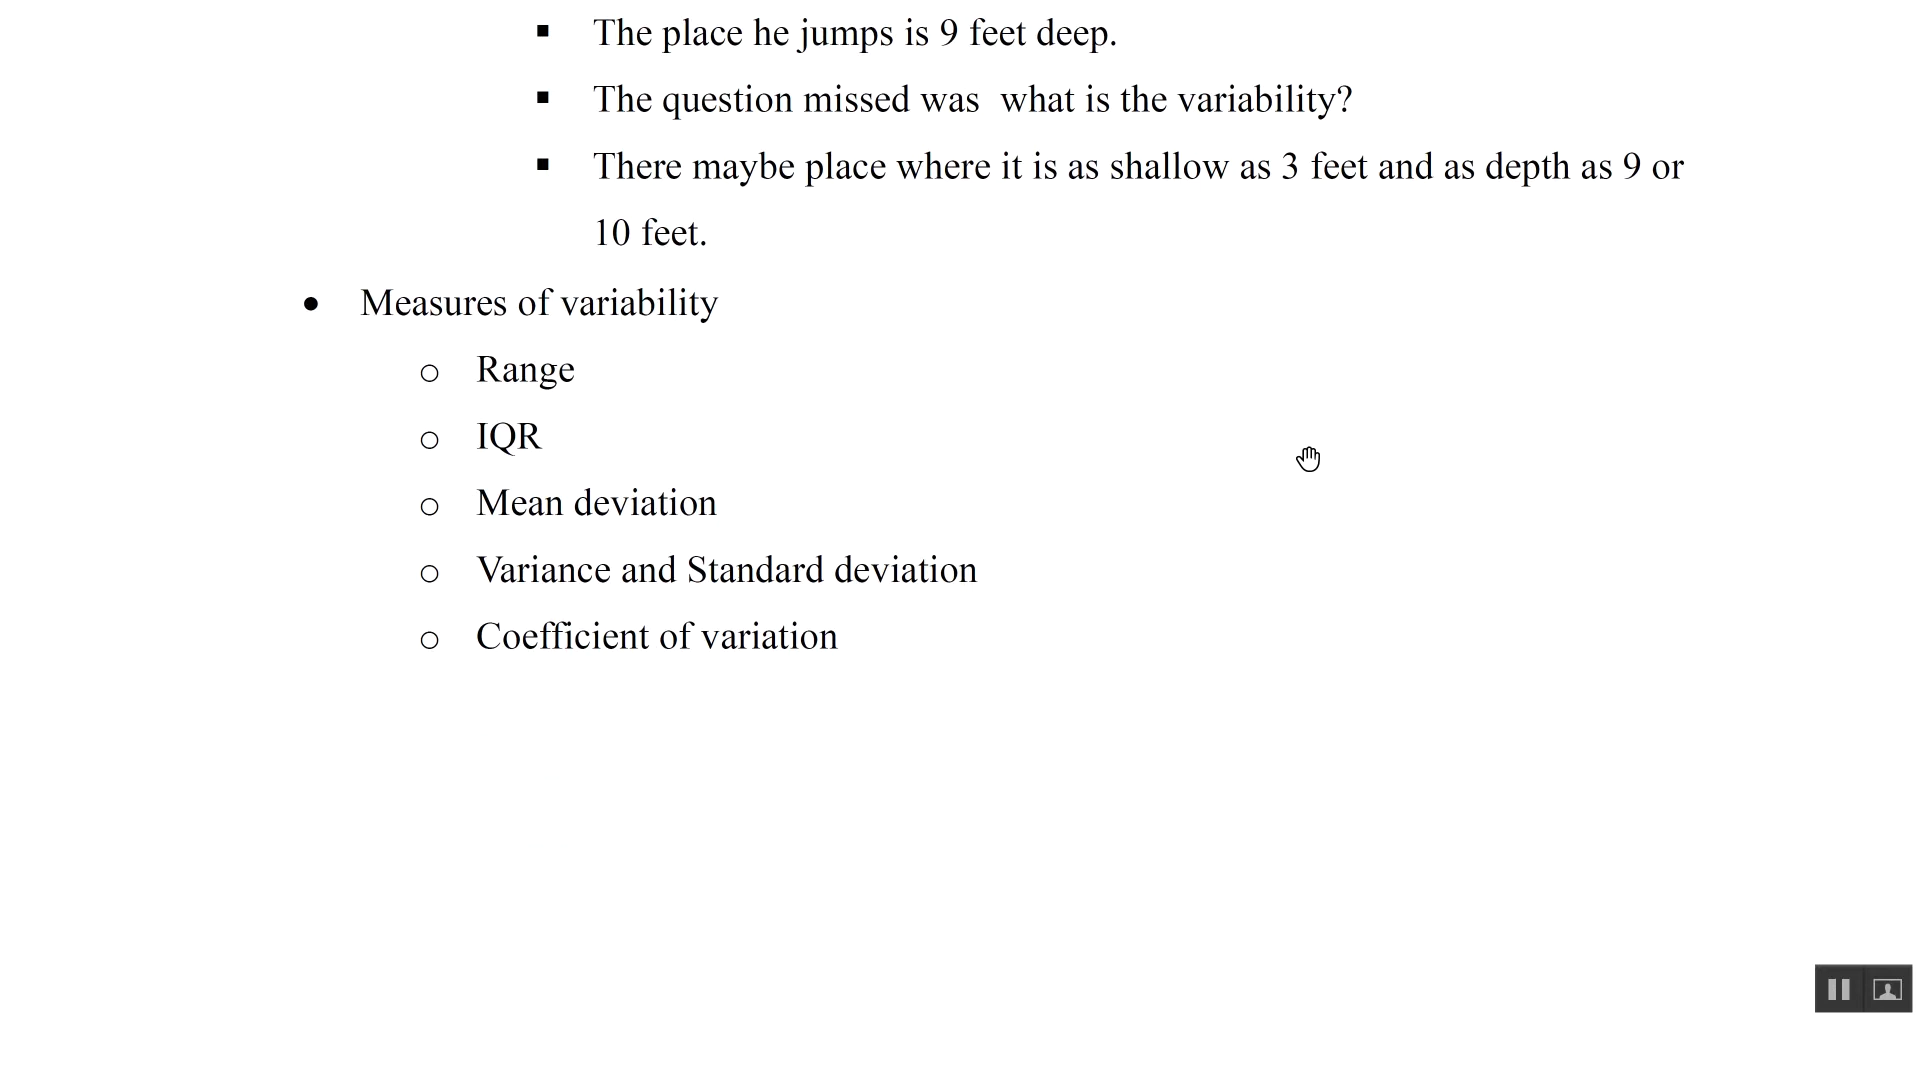 ▪ The place he jumps is 9 feet deep.
▪ The question missed was  what is the variability?
▪ There maybe place where it is as shallow as 3 feet and as depth as 9 or
10 feet.
• Measures of variability
o Range
o IQR
o Mean deviation
o Variance and Standard deviation
o Coefficient of variation